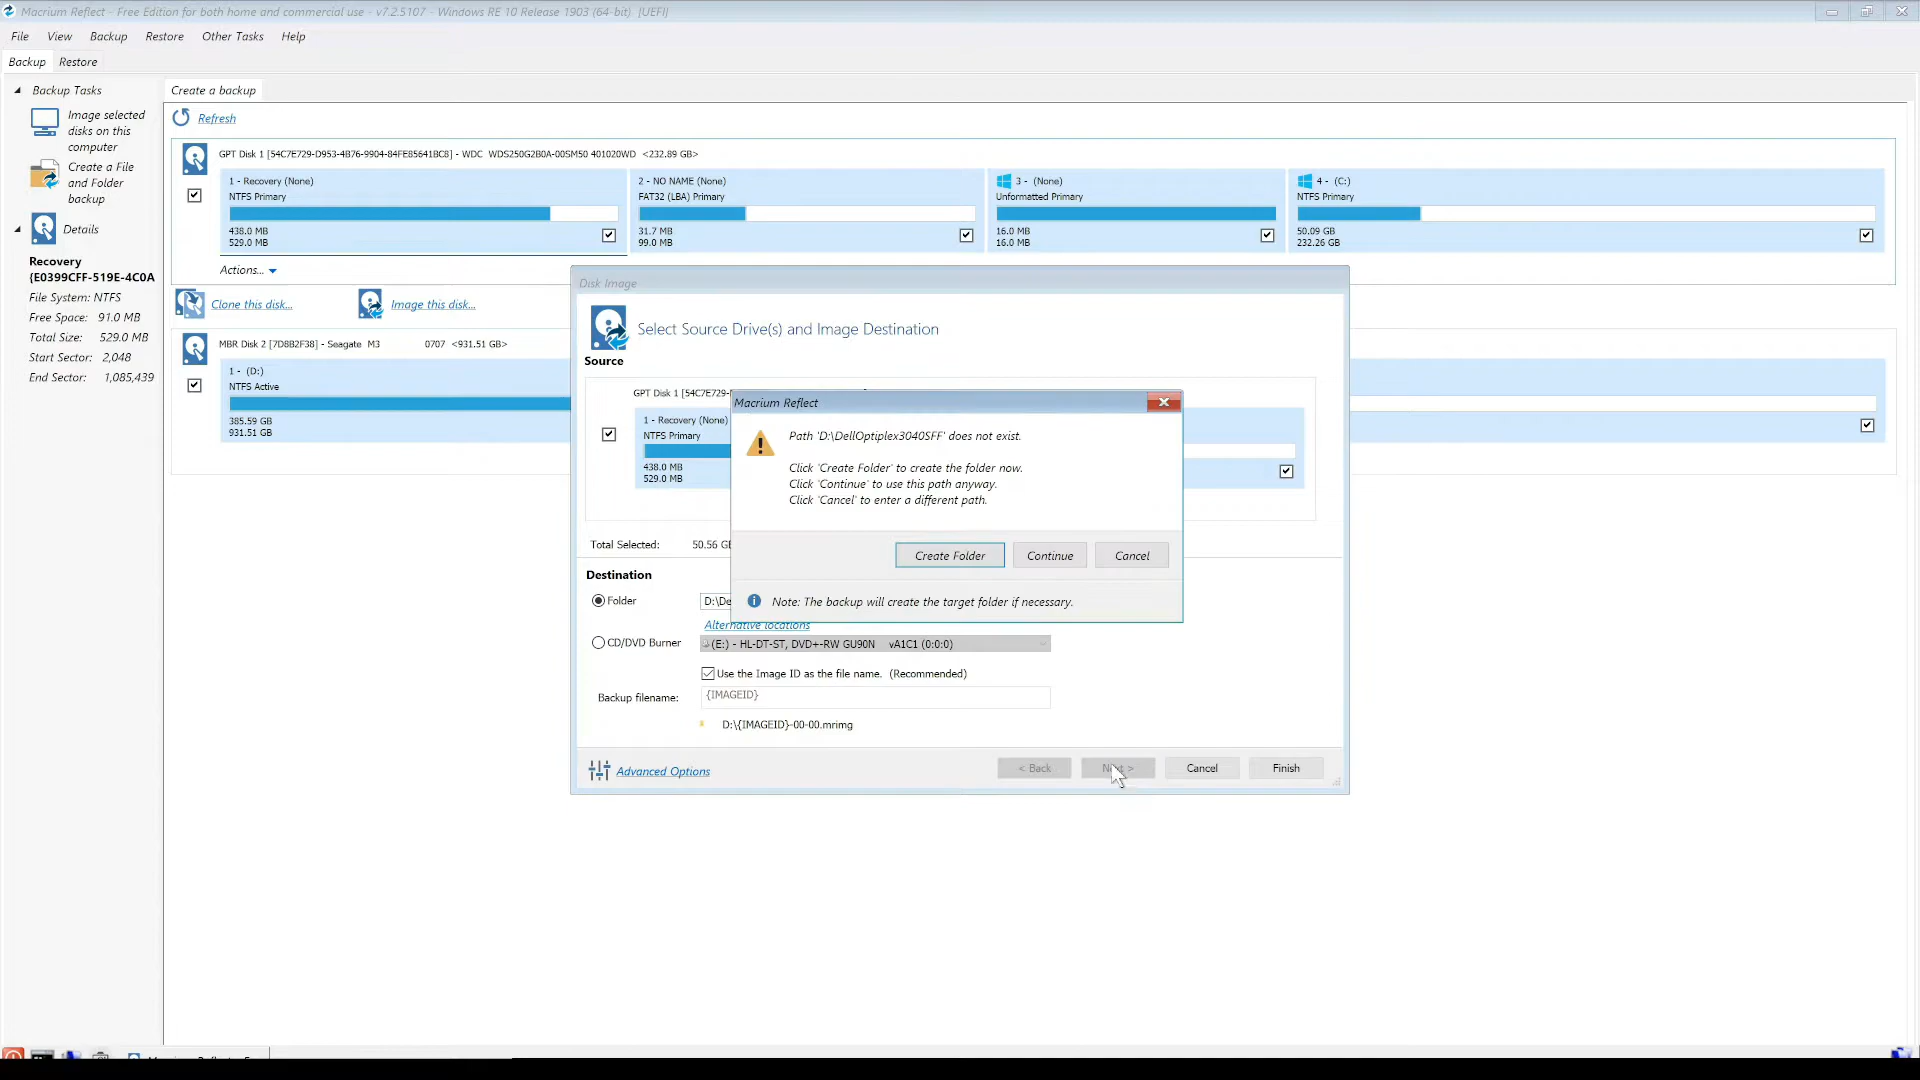 Macrium Reflect - Free Edition for both home and commercial use - v7.2.5107 - Windows RE 10 Release 1903 (64-bit)  [UEFI]
File View Backup Restore Other Tasks Help
Backup Restore
Backup Tasks
Image selected
disks on this
computer
Create a File
and Folder
backup
Details
Recovery
{E0399CFF-519E-4C0A
File System: NTFS
Free Space: 91.0 MB
Total Size: 529.0 MB
Start Sector: 2,048
End Sector: 1,085,439
Create a backup
Refresh
GPT Disk 1 [54C7E729-D953-4B76-9904-84FE85641BC8] - WDC WDS250G2B0A-00SM50 401020WD <232.89 GB>
1 - Recovery (None)
NTFS Primary
438.0 MB
529.0 MB
2 - NO NAME (None)
FAT32 (LBA) Primary
31.7 MB
99.0 MB
3 - (None)
Unformatted Primary
16.0 MB
16.0 MB
4 - (C:)
NTFS Primary
50.09 GB
232.26 GB
Actions...
Clone this disk... Image this disk...
MBR Disk 2 [7D8B2F38] - Seagate M3 0707 <931.51 GB>
1 - (D:)
NTFS Active
385.59 GB
931.51 GB
Disk Image
Select Source Drive(s) and Image Destination
Source
GPT Disk 1 [54C7E729-
1 - Recovery (None)
NTFS Primary
438.0 MB
529.0 MB
Macrium Reflect
Path 'D:\DellOptiplex3040SFF' does not exist.
Click 'Create Folder' to create the folder now.
Click 'Continue' to use this path anyway.
Click 'Cancel' to enter a different path.
Create Folder Continue Cancel
Note: The backup will create the target folder if necessary.
Total Selected: 50.56 GB
Destination
Folder D:\De
Alternative locations
CD/DVD Burner (E:) - HL-DT-ST, DVD+-RW GU90N vA1C1 (0:0:0)
Use the Image ID as the file name. (Recommended)
Backup filename: {IMAGEID}
D:\{IMAGEID}-00-00.mrimg
Advanced Options
< Back Next > Cancel Finish